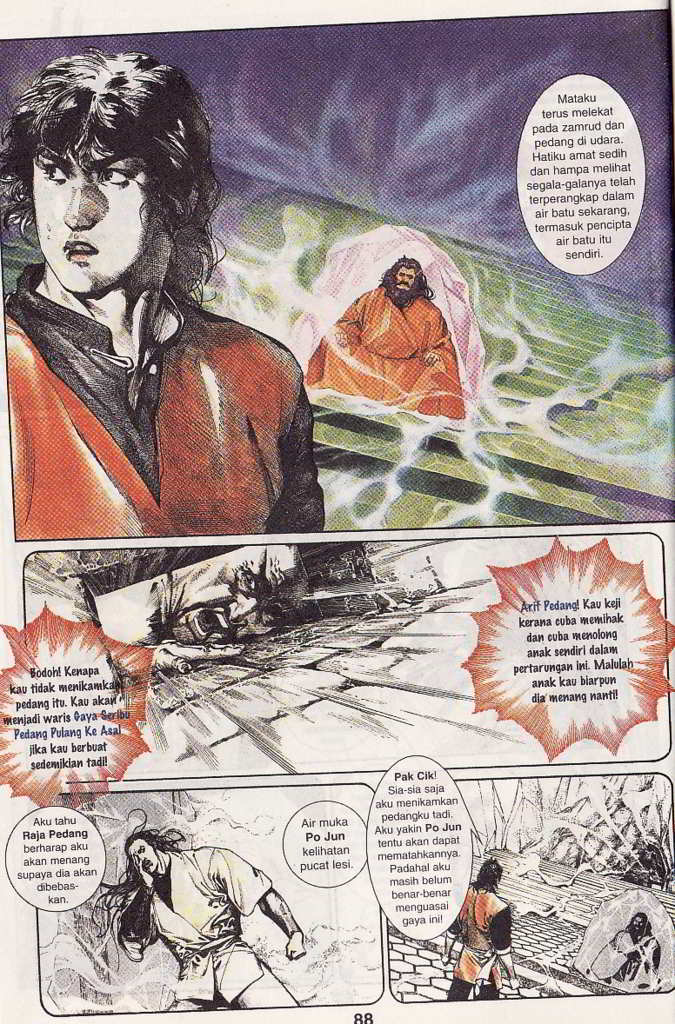 Mataku
terus melekat
pada zamrud dan
pedang di udara.
Hatiku amat sedih
dan hampa melihat
segala-galanya telah
terperangkap dalam
air batu sekarang,
termasuk pencipta
air batu itu
sendiri.
Bodoh! Kenapa
kau tidak menikamkan
pedang itu. Kau akan
menjadi waris Gaya Seribu
Pedang Pulang Ke Asal
jika kau berbuat
sedemikian tadi!
Arif Pedang! Kau keji
kerana cuba memihak
dan cuba menolong
anak sendiri dalam
pertarungan ini. Malulah
anak kau biarpun
dia menang nanti!
Aku tahu
Raja Pedang
berharap aku
akan menang
supaya dia akan
dibebas-
kan.
Air muka
Po Jun
kelihatan
pucat lesi.
Pak Cik!
Sia-sia saja
aku menikamkan
pedangku tadi.
Aku yakin Po Jun
tentu akan dapat
mematahkannya.
Padahal aku
masih belum
benar-benar
menguasai
gaya ini!
88